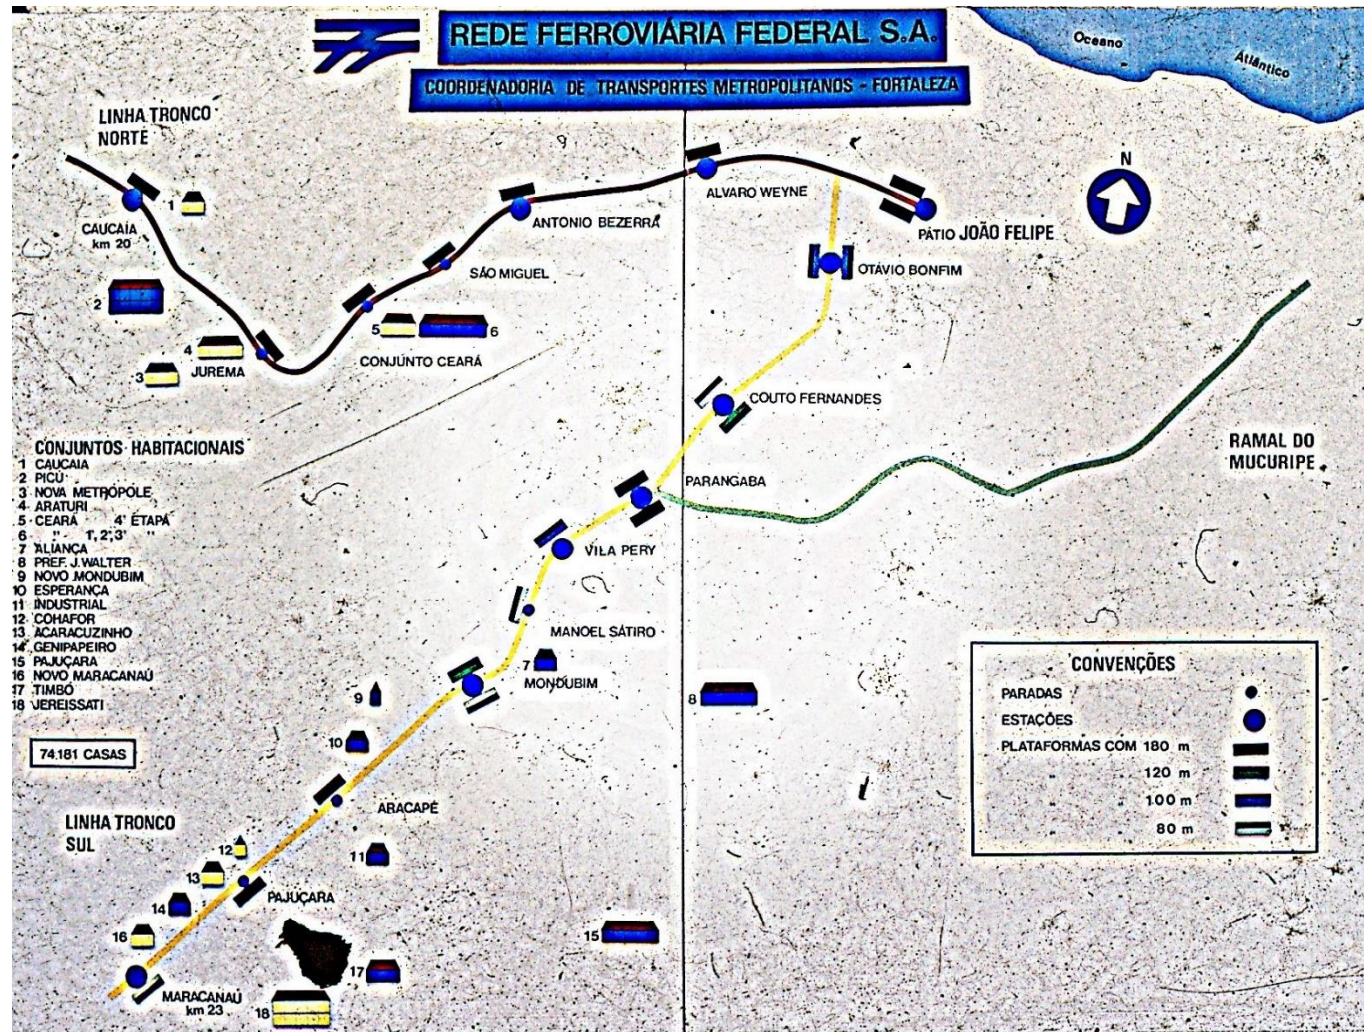 REDE FERROVIÁRIA FEDERAL S.A.
COORDENADORIA DE TRANSPORTES METROPOLITANOS - FORTALEZA
Oceano
Atlântico
LINHA TRONCO
NORTE
N
1
CAUCAIA
km 20
ALVARO WEYNE
ANTONIO BEZERRA
PÁTIO JOÃO FELIPE
SÃO MIGUEL
OTÁVIO BONFIM
2
5
6
CONJUNTO CEARÁ
4
JUREMA
3
COUTO FERNANDES
RAMAL DO
MUCURIPE
PARANGABA
VILA PERY
MANOEL SÁTIRO
7
MONDUBIM
8
9
10
ARACAPÉ
CONJUNTOS HABITACIONAIS
1 CAUCAIA
2 PICÚ
3 NOVA METRÓPOLE
4 ARATURI
5 CEARÁ 4ª ETAPA
6 " 1ª, 2ª, 3ª "
7 ALIANÇA
8 PREF. J. WALTER
9 NOVO MONDUBIM
10 ESPERANÇA
11 INDUSTRIAL
12 COHAFOR
13 ACARACUZINHO
14 GENIPAPEIRO
15 PAJUÇARA
16 NOVO MARACANAÚ
17 TIMBÓ
18 JEREISSATI
74.181 CASAS
LINHA TRONCO
SUL
12
11
13
PAJUÇARA
14
16
15
17
MARACANAÚ
km 23
18
CONVENÇÕES
PARADAS
ESTAÇÕES
PLATAFORMAS COM 180 m
" 120 m
" 100 m
" 80 m